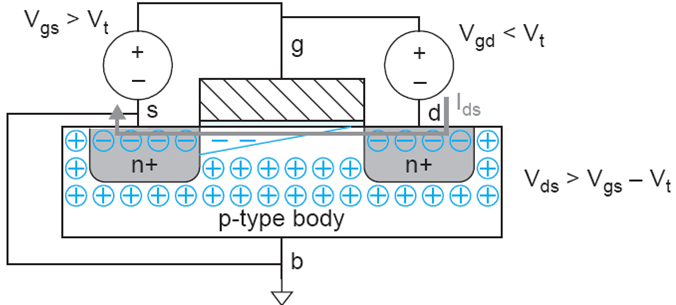 Vgs > Vt
+
−
g
+
−
Vgd < Vt
s
d
Ids
n+
n+
Vds > Vgs − Vt
p-type body
b